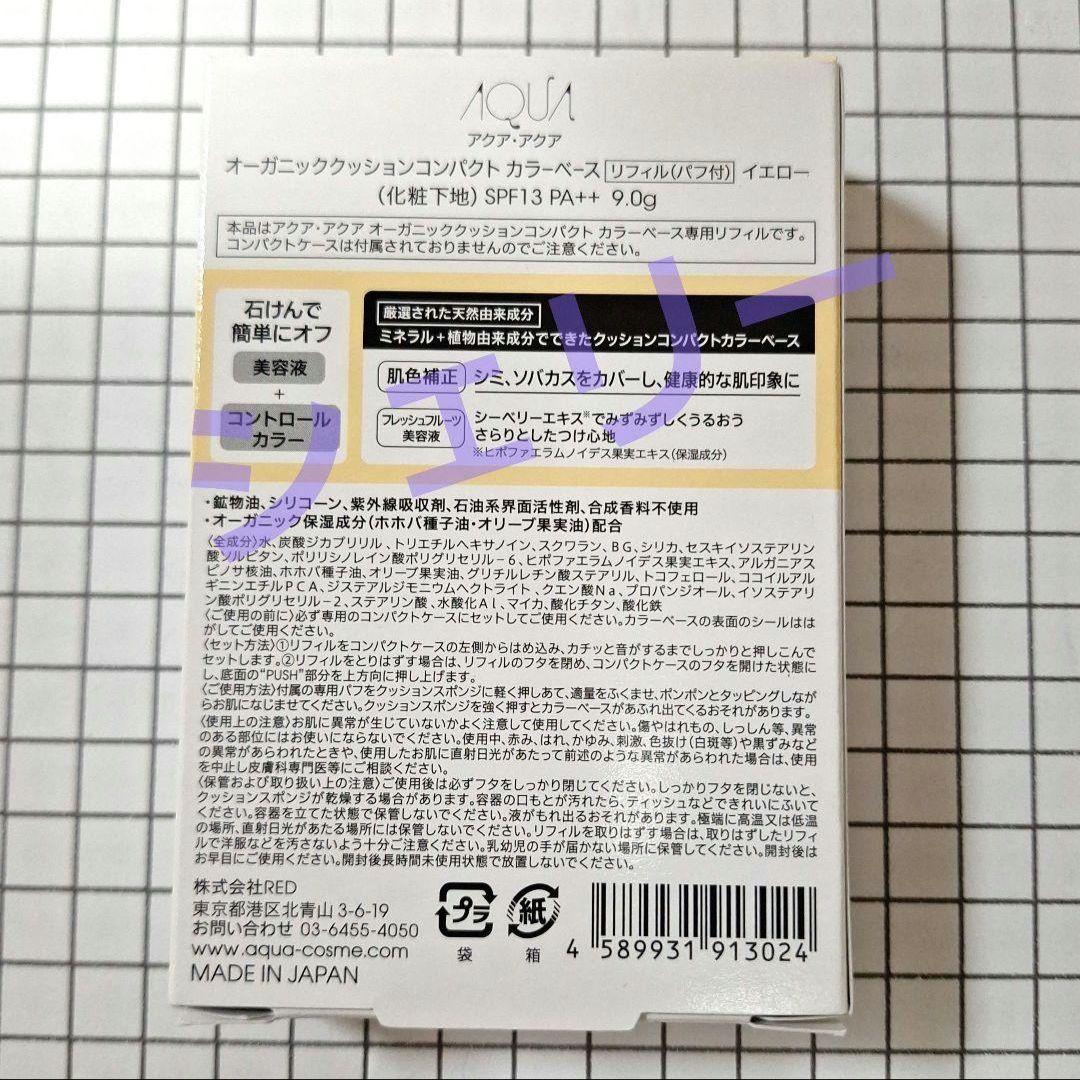 AQUA
アクア・アクア
オーガニッククッションコンパクト カラーベース リフィル(パフ付) イエロー
(化粧下地) SPF13 PA++ 9.0g
本品はアクア・アクア オーガニッククッションコンパクト カラーベース専用リフィルです。
コンパクトケースは付属されておりませんのでご注意ください。
石けんで
簡単にオフ
美容液
+
コントロール
カラー
厳選された天然由来成分
ミネラル+植物由来成分でできたクッションコンパクトカラーベース
肌色補正 シミ、ソバカスをカバーし、健康的な肌印象に
フレッシュフルーツ
美容液
シーベリーエキス※でみずみずしくうるおう
さらりとしたつけ心地
※ヒポファエラムノイデス果実エキス(保湿成分)
シェリー
・鉱物油、シリコーン、紫外線吸収剤、石油系界面活性剤、合成香料不使用
・オーガニック保湿成分(ホホバ種子油・オリーブ果実油)配合
〈全成分〉水、炭酸ジカプリリル、トリエチルヘキサノイン、スクワラン、BG、シリカ、セスキイソステアリン
酸ソルビタン、ポリリシノレイン酸ポリグリセリル-6、ヒポファエラムノイデス果実エキス、アルガニアス
ピノサ核油、ホホバ種子油、オリーブ果実油、グリチルレチン酸ステアリル、トコフェロール、ココイルアル
ギニンエチルPCA、ジステアルジモニウムヘクトライト、クエン酸Na、プロパンジオール、イソステアリ
ン酸ポリグリセリル-2、ステアリン酸、水酸化Al、マイカ、酸化チタン、酸化鉄
〈ご使用の前に〉必ず専用のコンパクトケースにセットしてご使用ください。カラーベースの表面のシールはは
がしてご使用ください。
〈セット方法〉①リフィルをコンパクトケースの左側からはめ込み、カチッと音がするまでしっかりと押しこんで
セットします。②リフィルをとりはずす場合は、リフィルのフタを閉め、コンパクトケースのフタを開けた状態に
し、底面の"PUSH"部分を上方向に押し上げます。
〈ご使用方法〉付属の専用パフをクッションスポンジに軽く押しあて、適量をふくませ、ポンポンとタッピングしなが
らお肌になじませてください。クッションスポンジを強く押すとカラーベースがあふれ出てくるおそれがあります。
〈使用上の注意〉お肌に異常が生じていないかよく注意して使用してください。傷やはれもの、しっしん等、異常
のある部位にはお使いにならないでください。使用中、赤み、はれ、かゆみ、刺激、色抜け(白斑等)や黒ずみなど
の異常があらわれたときや、使用したお肌に直射日光があたって前述のような異常があらわれた場合は、使用
を中止し皮膚科専門医等にご相談ください。
〈保管および取り扱い上の注意〉ご使用後は必ずフタをしっかり閉じてください。しっかりフタを閉じないと、
クッションスポンジが乾燥する場合があります。容器の口もとが汚れたら、ティッシュなどできれいにふいて
ください。容器を立てた状態で保管しないでください。液がもれ出るおそれがあります。極端に高温又は低温
の場所、直射日光があたる場所には保管しないでください。リフィルを取りはずす場合は、取りはずしたリフィ
ルで洋服などを汚さないよう十分ご注意ください。乳幼児の手が届かない場所に保管してください。開封後は
お早目にご使用ください。開封後長時間未使用状態で放置しないでください。
株式会社RED
東京都港区北青山 3-6-19
お問い合わせ 03-6455-4050
www.aqua-cosme.com
MADE IN JAPAN
プラ
袋
紙
箱
4 589931 913024